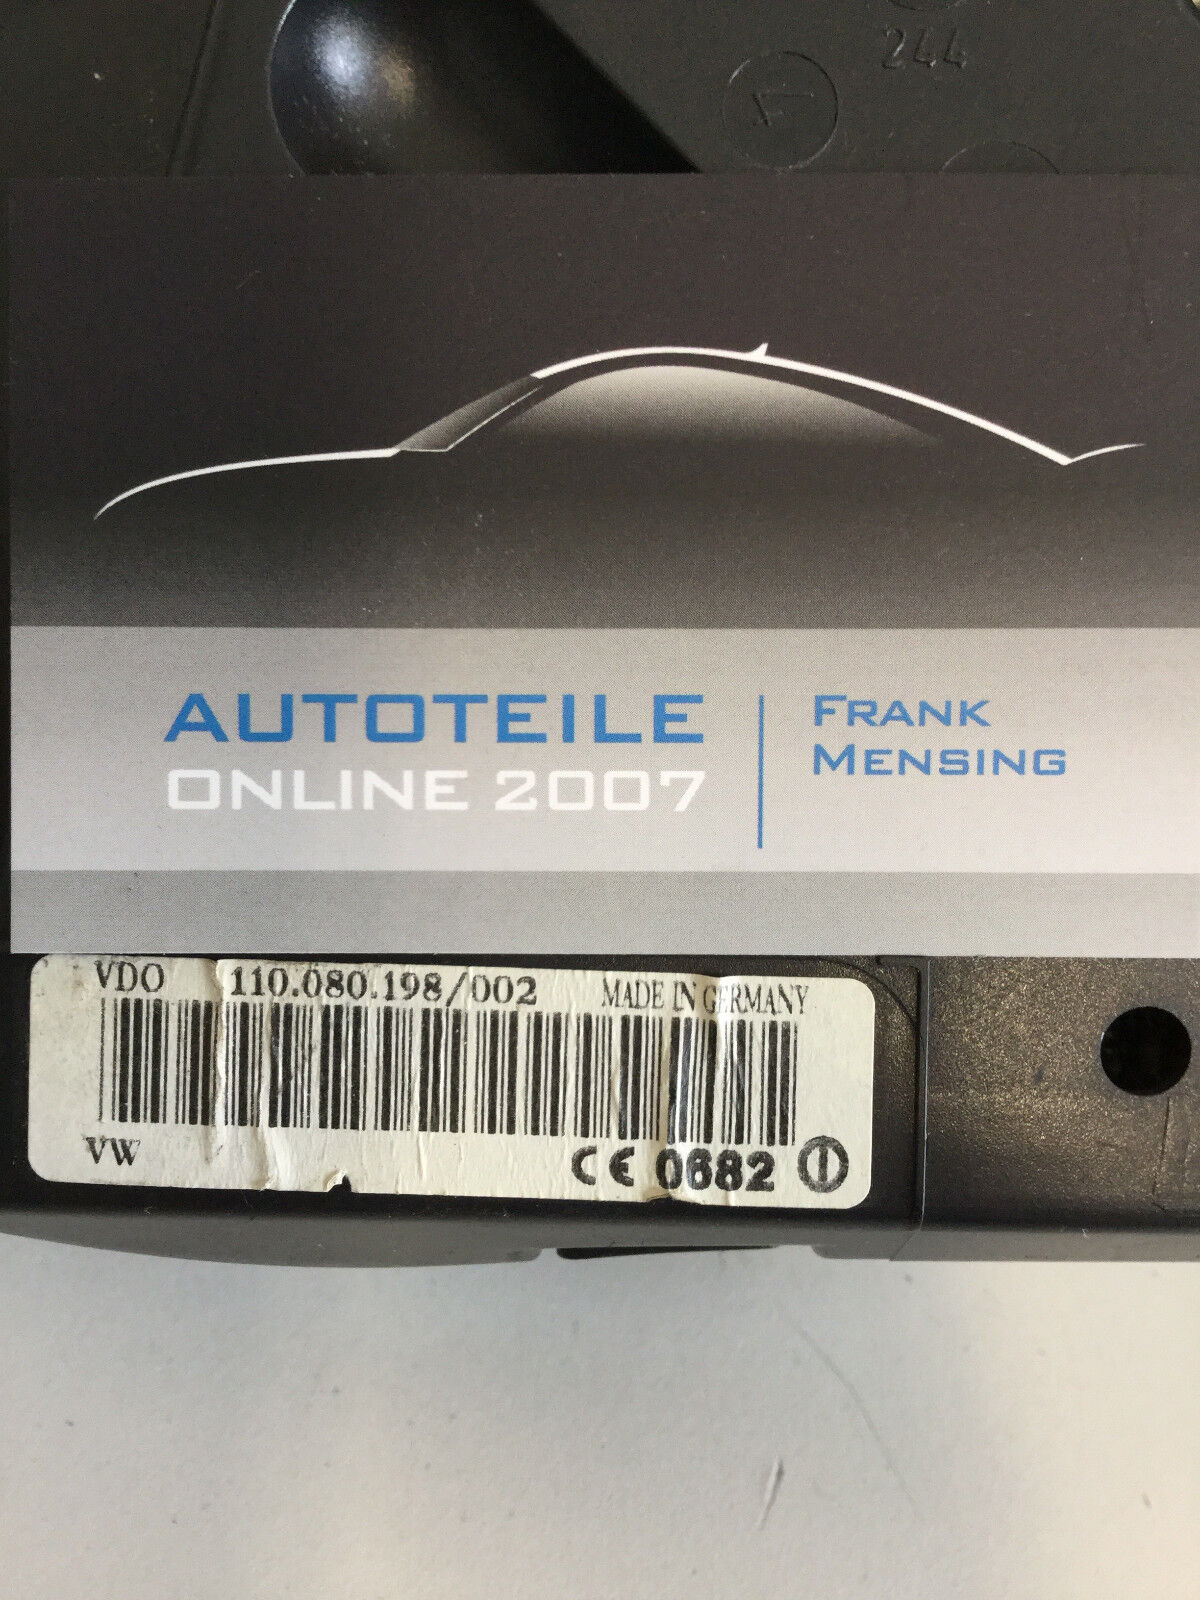 244
AUTOTEILE
ONLINE 2007
FRANK
MENSING
VDO 110.080.198/002 MADE IN GERMANY
VW
CE 0682